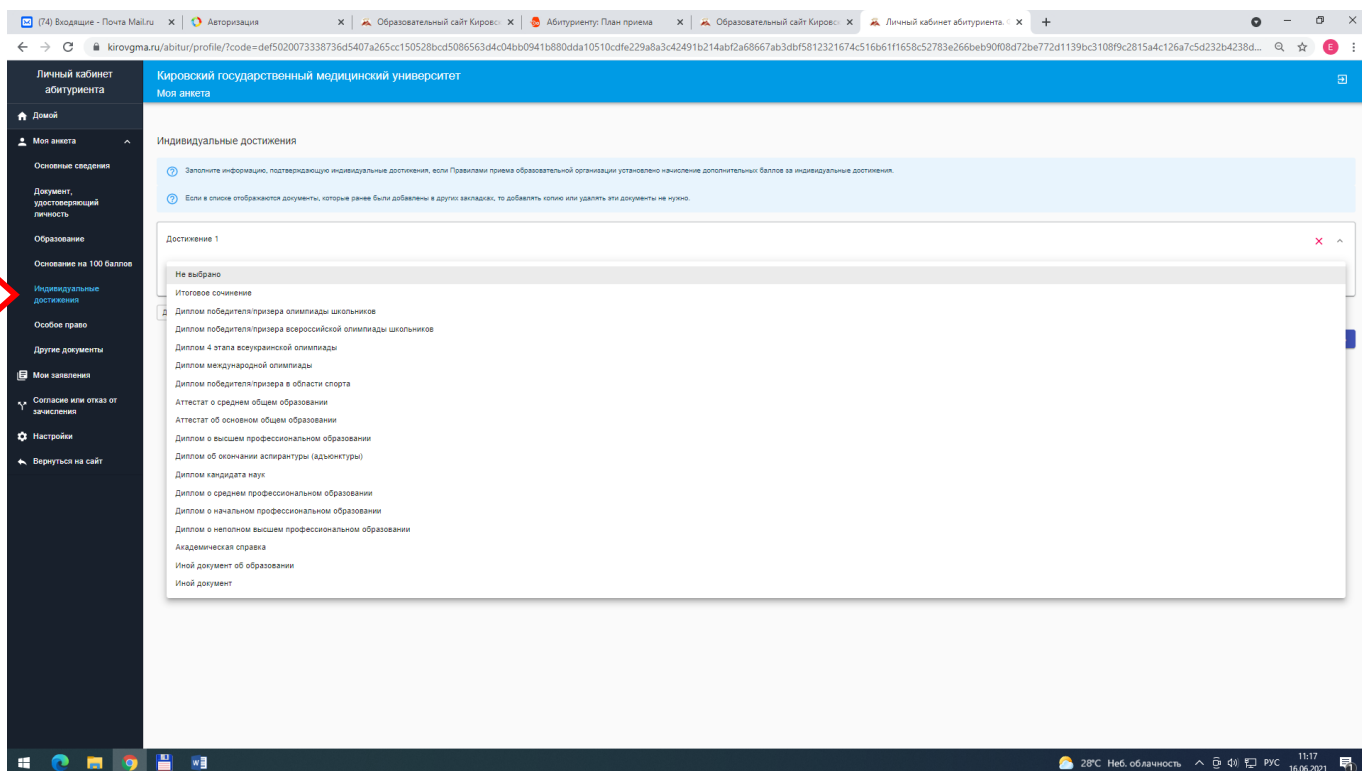 (74) Входящие - Почта Mail.ru
Авторизация
Образовательный сайт Кировск
Абитуриенту: План приема
Образовательный сайт Кировск
Личный кабинет абитуриента.
kirovgma.ru/abitur/profile/?code=def5020073338736d5407a265cc150528bcd5086563d4c04bb0941b880dda10510cdfe229a8a3c42491b214abf2a68667ab3dbf5812321674c516b61f1658c52783e266beb90f08d72be772d1139bc3108f9c2815a4c126a7c5d232b4238d...
E
Личный кабинет
абитуриента
Кировский государственный медицинский университет
Моя анкета
Домой
Моя анкета
Основные сведения
Документ,
удостоверяющий
личность
Образование
Основание на 100 баллов
Индивидуальные
достижения
Особое право
Другие документы
Мои заявления
Согласие или отказ от
зачисления
Настройки
Вернуться на сайт
Индивидуальные достижения
Заполните информацию, подтверждающую индивидуальные достижения, если Правилами приема образовательной организации установлено начисление дополнительных баллов за индивидуальные достижения.
Если в списке отображаются документы, которые ранее были добавлены в других закладках, то добавлять копию или удалять эти документы не нужно.
Достижение 1
Не выбрано
Итоговое сочинение
Диплом победителя/призера олимпиады школьников
Диплом победителя/призера всероссийской олимпиады школьников
Диплом 4 этапа всеукраинской олимпиады
Диплом международной олимпиады
Диплом победителя/призера в области спорта
Аттестат о среднем общем образовании
Аттестат об основном общем образовании
Диплом о высшем профессиональном образовании
Диплом об окончании аспирантуры (адъюнктуры)
Диплом кандидата наук
Диплом о среднем профессиональном образовании
Диплом о начальном профессиональном образовании
Диплом о неполном высшем профессиональном образовании
Академическая справка
Иной документ об образовании
Иной документ
28°C Неб. облачность
РУС
11:17
16.06.2021